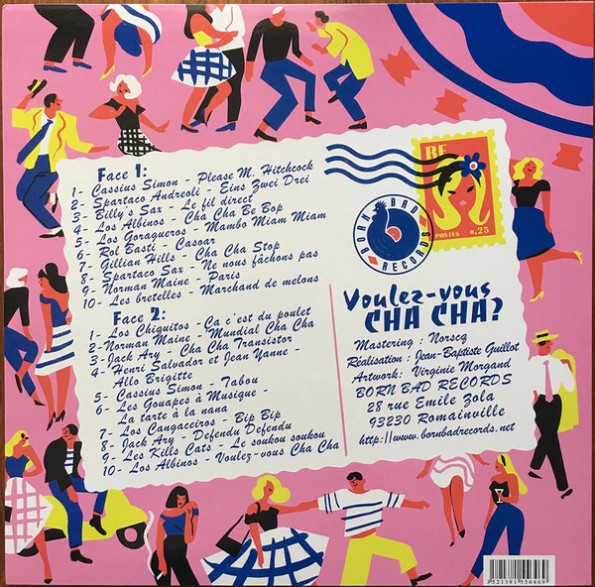 Face 1:
1- Cassius Simon - Please M. Hitchcock
2- Spartaco Andreoli - Eins Zwei Drei
3- Billy's Sax - Le fil direct
4- Los Albinos - Cha Cha Be Bop
5- Los Goragueros - Mambo Miam Miam
6- Rol Basti - Casoar
7- Gillian Hills - Cha Cha Stop
8- Spartaco Sax - Ne nous fâchons pas
9- Norman Maine - Paris
10- Les bretelles - Marchand de melons
Face 2:
1- Los Chiquitos - Ca c'est du poulet
2- Norman Maine - Mundial Cha Cha
3- Jack Ary - Cha Cha Transistor
4- Henri Salvador et Jean Yanne -
Allo Brigitte
5- Cassius Simon - Tabou
6- Les Gouapes à Musique -
La tarte à la nana
7- Los Cangaceiros - Bip Bip
8- Jack Ary - Defendu Defendu
9- Les Kills Cats - Le soukou soukou
10- Los Albinos - Voulez-vous Cha Cha
RF
POSTES 0,25
BORN BAD
RECORDS
Voulez-vous
CHA CHA?
Mastering : Norscq
Réalisation : Jean-Baptiste Guillot
Artwork: Virginie Morgand
BORN BAD RECORDS
28 rue Emile Zola
93230 Romainville
http://www.bornbadrecords.net
3 521381 556469